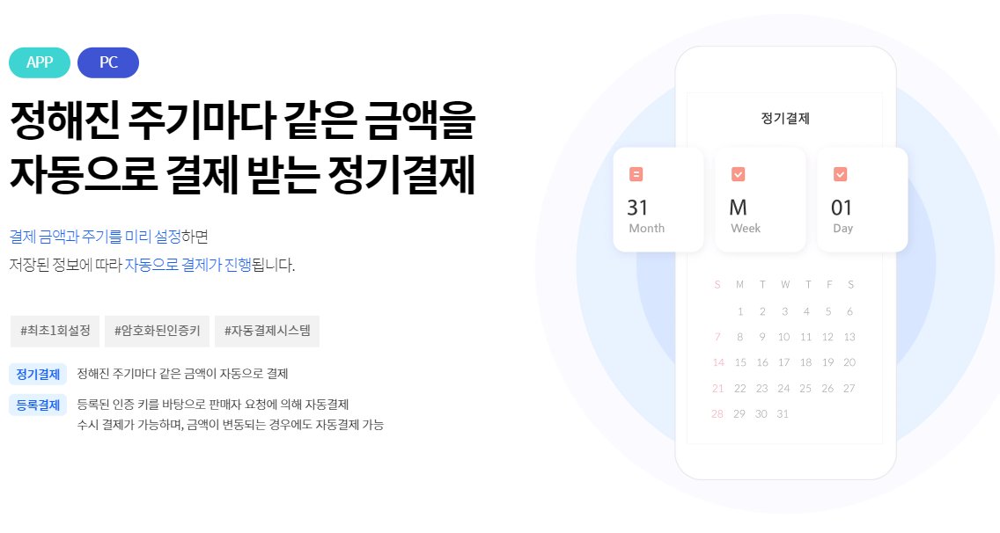 APP PC
정해진 주기마다 같은 금액을
자동으로 결제 받는 정기결제
결제 금액과 주기를 미리 설정하면
저장된 정보에 따라 자동으로 결제가 진행됩니다.
#최초1회설정 #암호화된인증키 #자동결제시스템
정기결제 정해진 주기마다 같은 금액이 자동으로 결제
등록결제 등록된 인증 키를 바탕으로 판매자 요청에 의해 자동결제
수시 결제가 가능하며, 금액이 변동되는 경우에도 자동결제 가능
정기결제
31 M 01
Month Week Day
S M T W T F S
1 2 3 4 5 6
7 8 9 10 11 12 13
14 15 16 17 18 19 20
21 22 23 24 25 26 27
28 29 30 31